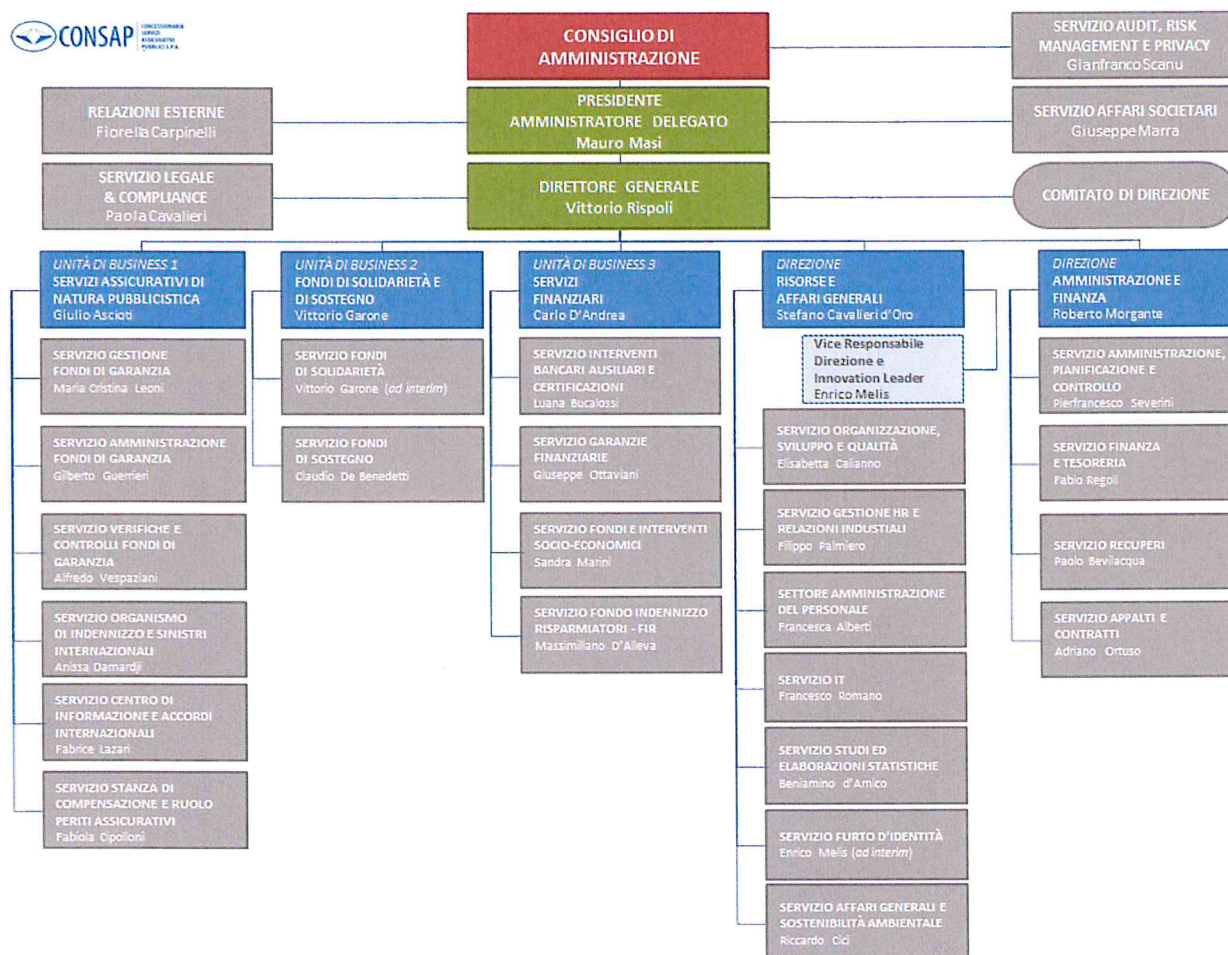 CONSAP
CONCESSIONARIA
SERVIZI
ASSICURATIVI
PUBBLICI S.P.A.
CONSIGLIO DI
AMMINISTRAZIONE
SERVIZIO AUDIT, RISK
MANAGEMENT E PRIVACY
Gianfranco Scanu
RELAZIONI ESTERNE
Fiorella Carpinelli
PRESIDENTE
AMMINISTRATORE DELEGATO
Mauro Masi
SERVIZIO AFFARI SOCIETARI
Giuseppe Marra
SERVIZIO LEGALE
& COMPLIANCE
Paola Cavalieri
DIRETTORE GENERALE
Vittorio Rispoli
COMITATO DI DIREZIONE
UNITÀ DI BUSINESS 1
SERVIZI ASSICURATIVI DI
NATURA PUBBLICISTICA
Giulio Ascioti
SERVIZIO GESTIONE
FONDI DI GARANZIA
Maria Cristina Leoni
SERVIZIO AMMINISTRAZIONE
FONDI DI GARANZIA
Gilberto Guerrieri
SERVIZIO VERIFICHE E
CONTROLLI FONDI DI
GARANZIA
Alfredo Vespaziani
SERVIZIO ORGANISMO
DI INDENNIZZO E SINISTRI
INTERNAZIONALI
Anissa Damardji
SERVIZIO CENTRO DI
INFORMAZIONE E ACCORDI
INTERNAZIONALI
Fabrice Lazari
SERVIZIO STANZA DI
COMPENSAZIONE E RUOLO
PERITI ASSICURATIVI
Fabiola Cipolloni
UNITÀ DI BUSINESS 2
FONDI DI SOLIDARIETÀ E
DI SOSTEGNO
Vittorio Garone
SERVIZIO FONDI
DI SOLIDARIETÀ
Vittorio Garone (ad interim)
SERVIZIO FONDI
DI SOSTEGNO
Claudio De Benedetti
UNITÀ DI BUSINESS 3
SERVIZI
FINANZIARI
Carlo D'Andrea
SERVIZIO INTERVENTI
BANCARI AUSILIARI E
CERTIFICAZIONI
Luana Bucalossi
SERVIZIO GARANZIE
FINANZIARIE
Giuseppe Ottaviani
SERVIZIO FONDI E INTERVENTI
SOCIO-ECONOMICI
Sandra Marini
SERVIZIO FONDO INDENNIZZO
RISPARMIATORI - FIR
Massimiliano D'Alleva
DIREZIONE
RISORSE E
AFFARI GENERALI
Stefano Cavalieri d'Oro
Vice Responsabile
Direzione e
Innovation Leader
Enrico Melis
SERVIZIO ORGANIZZAZIONE,
SVILUPPO E QUALITÀ
Elisabetta Calianno
SERVIZIO GESTIONE HR E
RELAZIONI INDUSTIALI
Filippo Palmiero
SETTORE AMMINISTRAZIONE
DEL PERSONALE
Francesca Alberti
SERVIZIO IT
Francesco Romano
SERVIZIO STUDI ED
ELABORAZIONI STATISTICHE
Beniamino d'Amico
SERVIZIO FURTO D'IDENTITÀ
Enrico Melis (ad interim)
SERVIZIO AFFARI GENERALI E
SOSTENIBILITÀ AMBIENTALE
Riccardo Cici
DIREZIONE
AMMINISTRAZIONE E
FINANZA
Roberto Morgante
SERVIZIO AMMINISTRAZIONE,
PIANIFICAZIONE E
CONTROLLO
Pierfrancesco Severini
SERVIZIO FINANZA
E TESORERIA
Fabio Regoli
SERVIZIO RECUPERI
Paolo Bevilacqua
SERVIZIO APPALTI E
CONTRATTI
Adriano Ortuso